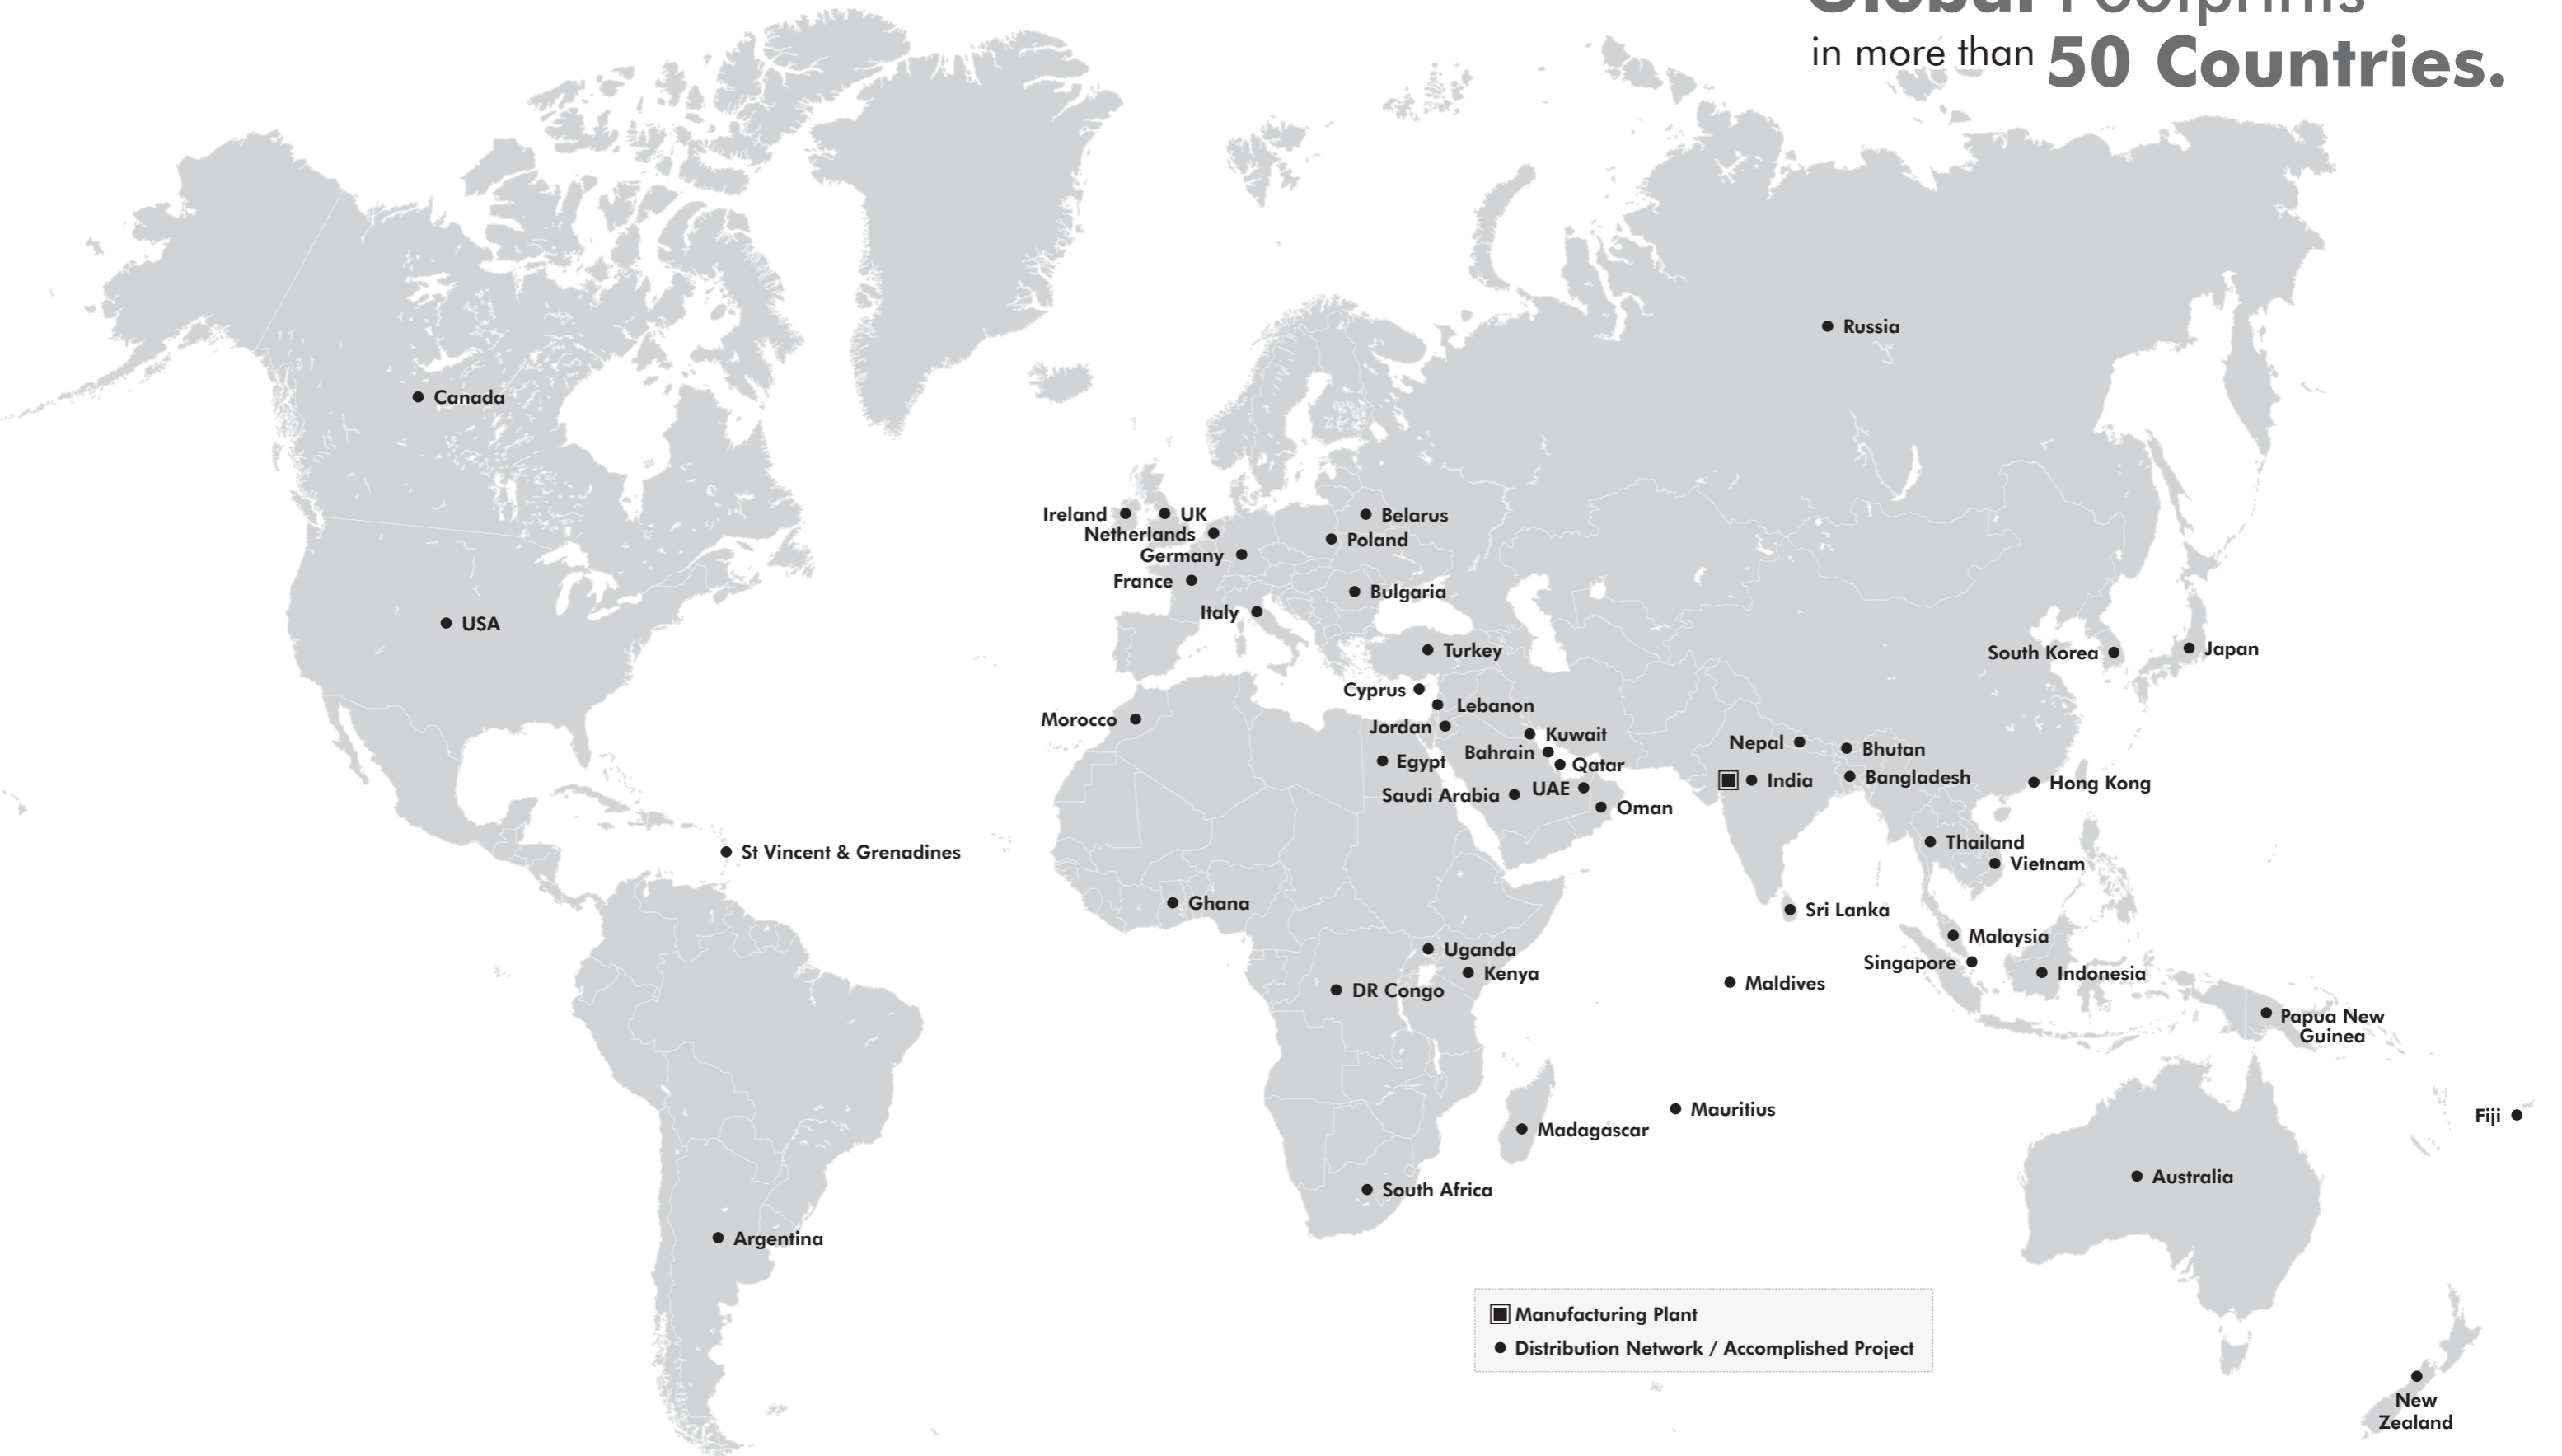 Global Footprints
in more than 50 Countries.
Russia
Canada
Ireland
UK
Belarus
Netherlands
Poland
Germany
France
Bulgaria
Italy
USA
Turkey
South Korea
Japan
Cyprus
Lebanon
Morocco
Jordan
Kuwait
Nepal
Bhutan
Bahrain
Egypt
Qatar
India
Bangladesh
Hong Kong
Saudi Arabia
UAE
Oman
Thailand
St Vincent & Grenadines
Vietnam
Ghana
Sri Lanka
Malaysia
Uganda
Singapore
Kenya
Indonesia
Maldives
DR Congo
Papua New
Guinea
Mauritius
Fiji
Madagascar
Australia
South Africa
Argentina
Manufacturing Plant
Distribution Network / Accomplished Project
New
Zealand